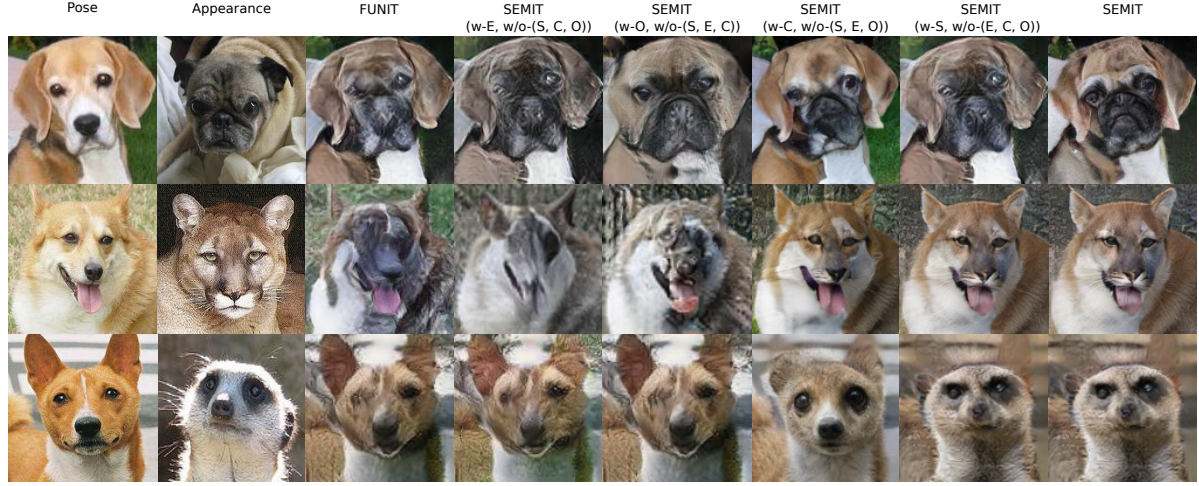 Pose
Appearance
FUNIT
SEMIT
(w-E, w/o-(S, C, O))
SEMIT
(w-O, w/o-(S, E, C))
SEMIT
(w-C, w/o-(S, E, O))
SEMIT
(w-S, w/o-(E, C, O))
SEMIT